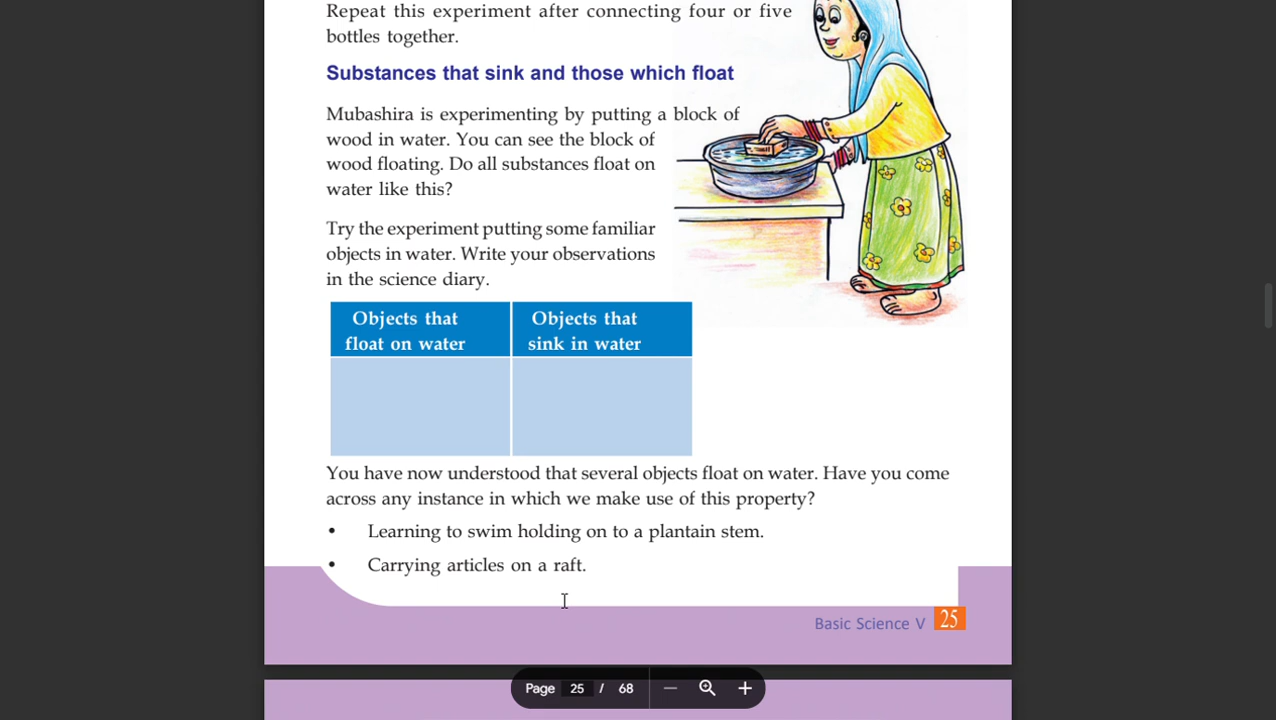 Repeat this experiment after connecting four or five
bottles together.
Substances that sink and those which float
Mubashira is experimenting by putting a block of
wood in water. You can see the block of
wood floating. Do all substances float on
water like this?
Try the experiment putting some familiar
objects in water. Write your observations
in the science diary.
Objects that
float on water
Objects that
sink in water
You have now understood that several objects float on water. Have you come
across any instance in which we make use of this property?
• Learning to swim holding on to a plantain stem.
• Carrying articles on a raft.
Basic Science V 25
Page 25 / 68